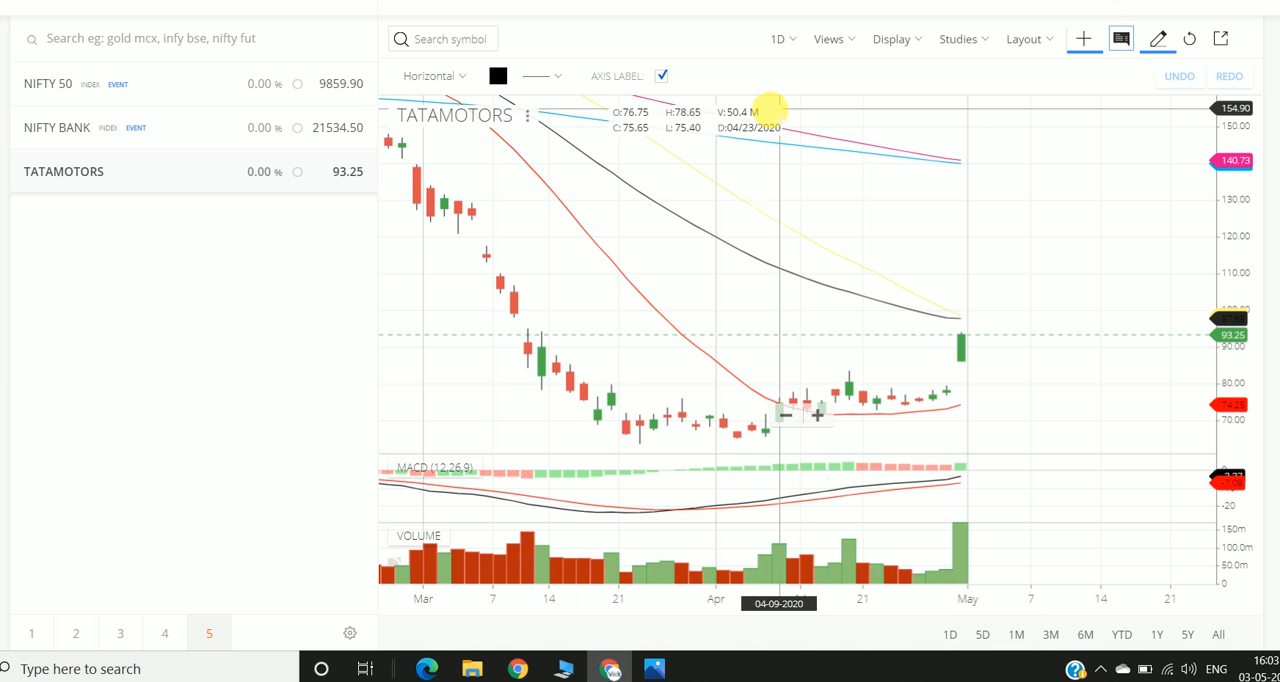 Search eg: gold mcx, infy bse, nifty fut
NIFTY 50 INDEX EVENT 0.00 % 9859.90
NIFTY BANK INDEX EVENT 0.00 % 21534.50
TATAMOTORS 0.00 % 93.25
1 2 3 4 5
Search symbol 1D Views Display Studies Layout
Horizontal AXIS LABEL: UNDO REDO
TATAMOTORS O:76.75 H:78.65 V:50.4 M
C:75.65 L:75.40 D:04/23/2020
154.90
150.00
140.73
130.00
120.00
110.00
93.25
90.00
80.00
74.25
70.00
MACD (12,26,9)
-7.09
-20
VOLUME
150m
100.0m
50.0m
0
Mar 7 14 21 Apr 21 May 7 14 21
04-09-2020
1D 5D 1M 3M 6M YTD 1Y 5Y All
Type here to search
ENG
16:03